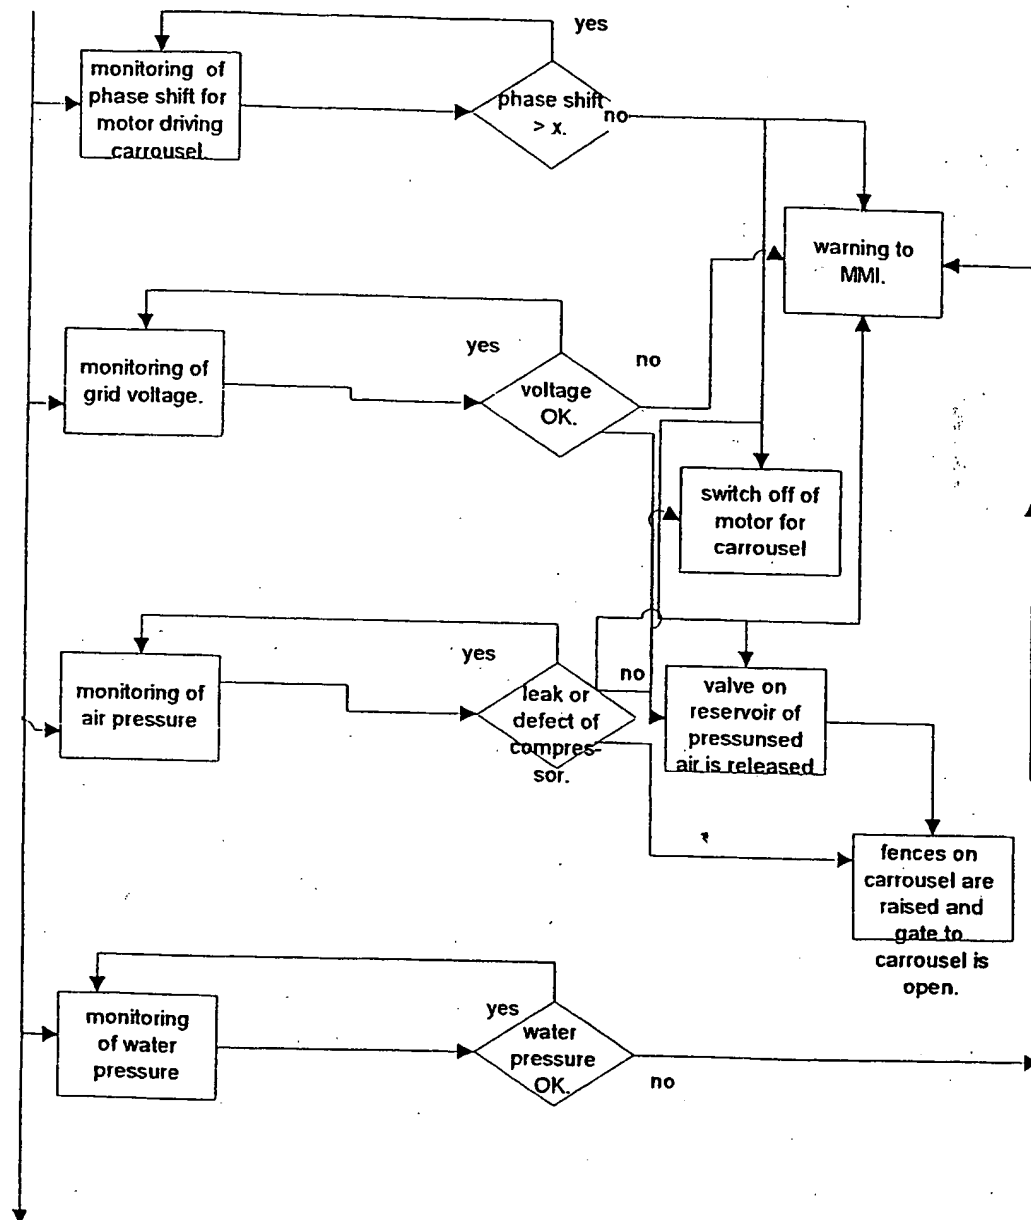 yes
monitoring of
phase shift for
motor driving
carrousel.
phase shift
> x.
no
warning to
MMI.
monitoring of
grid voltage.
yes
voltage
OK.
no
switch off of
motor for
carrousel
monitoring of
air pressure
yes
leak or
defect of
compres-
sor.
no
valve on
reservoir of
pressunsed
air is released
fences on
carrousel are
raised and
gate to
carrousel is
open.
monitoring
of water
pressure
yes
water
pressure
OK.
no